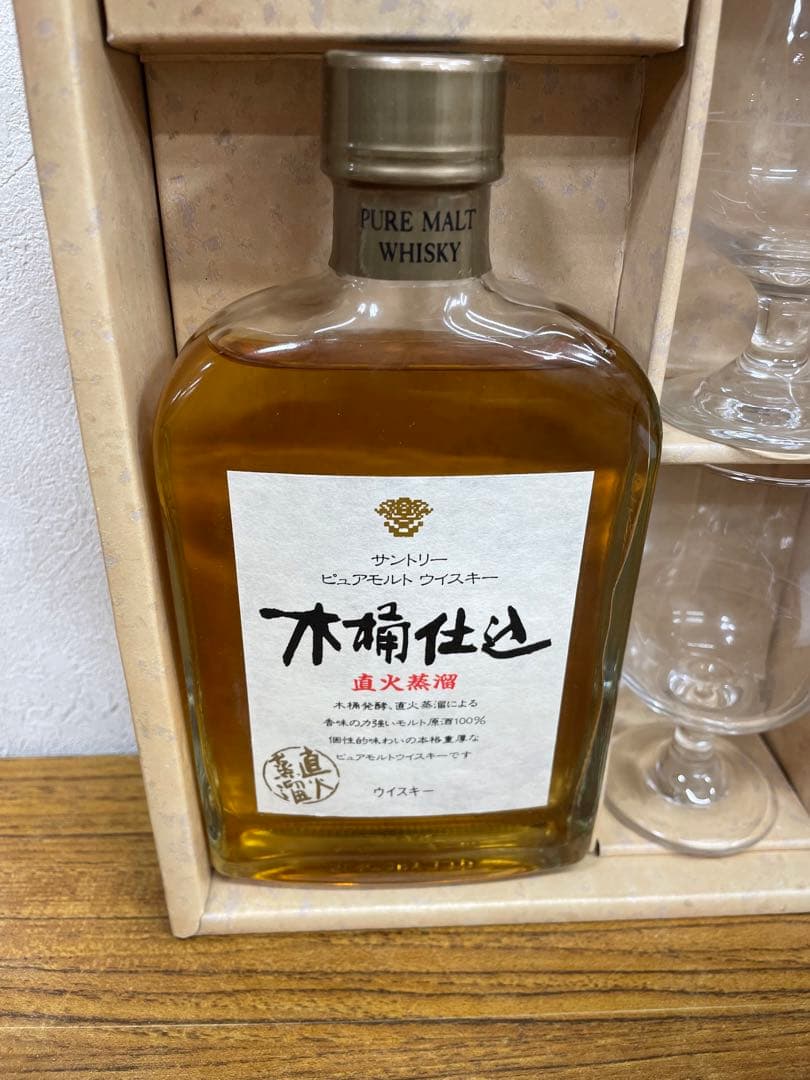 PURE MALT
WHISKY
サントリー
ピュアモルト ウイスキー
木桶仕込
直火蒸溜
木桶発酵、直火蒸溜による
香味の力強いモルト原酒100%
個性的味わいの本格重厚な
ピュアモルトウイスキーです
直火
蒸溜
ウイスキー